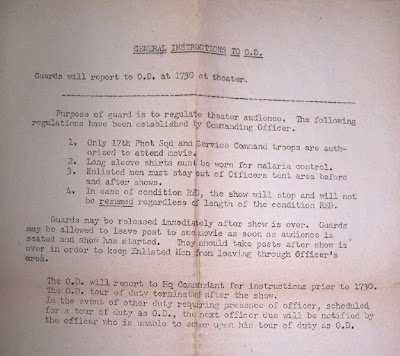 GENERAL INSTRUCTIONS TO O.D.
Guards will report to O.D. at 1730 at theater.
Purpose of guard is to regulate theater audience. The following
regulations have been established by Commanding Officer.
1. Only 17th Phot Sqd and Service Command troops are auth-
orized to attend movie.
2. Long sleeve shirts must be worn for malaria control.
3. Enlisted men must stay out of Officers tent area before
and after shows.
4. In case of condition RED, the show will stop and will not
be resumed regardless of length of the condition RED.
Guards may be released immediately after show is over. Guards
may be allowed to leave post to see movie as soon as audience is
seated and show has started. They should take posts after show is
over in order to keep Enlisted Men from leaving through Officer's
area.
The O.D. will report to Hq Commandant for instructions prior to 1730.
The O.D. tour of duty terminates after the show.
In the event of other duty requiring presence of officer, scheduled
for a tour of duty as O.D., the next officer due will be notified by
the officer who is unable to enter upon his tour of duty as O.D.